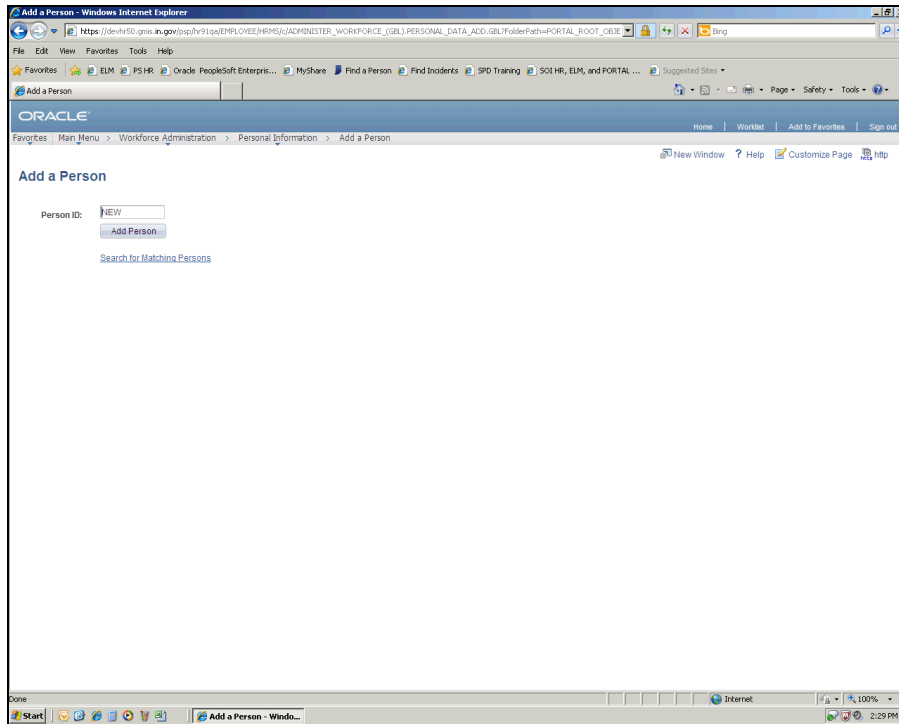 Add a Person - Windows Internet Explorer
https://devhr50.gmis.in.gov/psp/hr91qa/EMPLOYEE/HRMS/c/ADMINISTER_WORKFORCE_(GBL).PERSONAL_DATA_ADD.GBL?FolderPath=PORTAL_ROOT_OBJE
Bing
File Edit View Favorites Tools Help
Favorites ELM PS HR Oracle PeopleSoft Enterpris... MyShare Find a Person Find Incidents SPD Training SOI HR, ELM, and PORTAL ... Suggested Sites
Add a Person Page Safety Tools
ORACLE
Home | Worklist | Add to Favorites | Sign out
Favorites Main Menu > Workforce Administration > Personal Information > Add a Person
New Window ? Help Customize Page http
Add a Person
Person ID: NEW
Add Person
Search for Matching Persons
Done Internet 100%
Start Add a Person - Windo... 2:29 PM